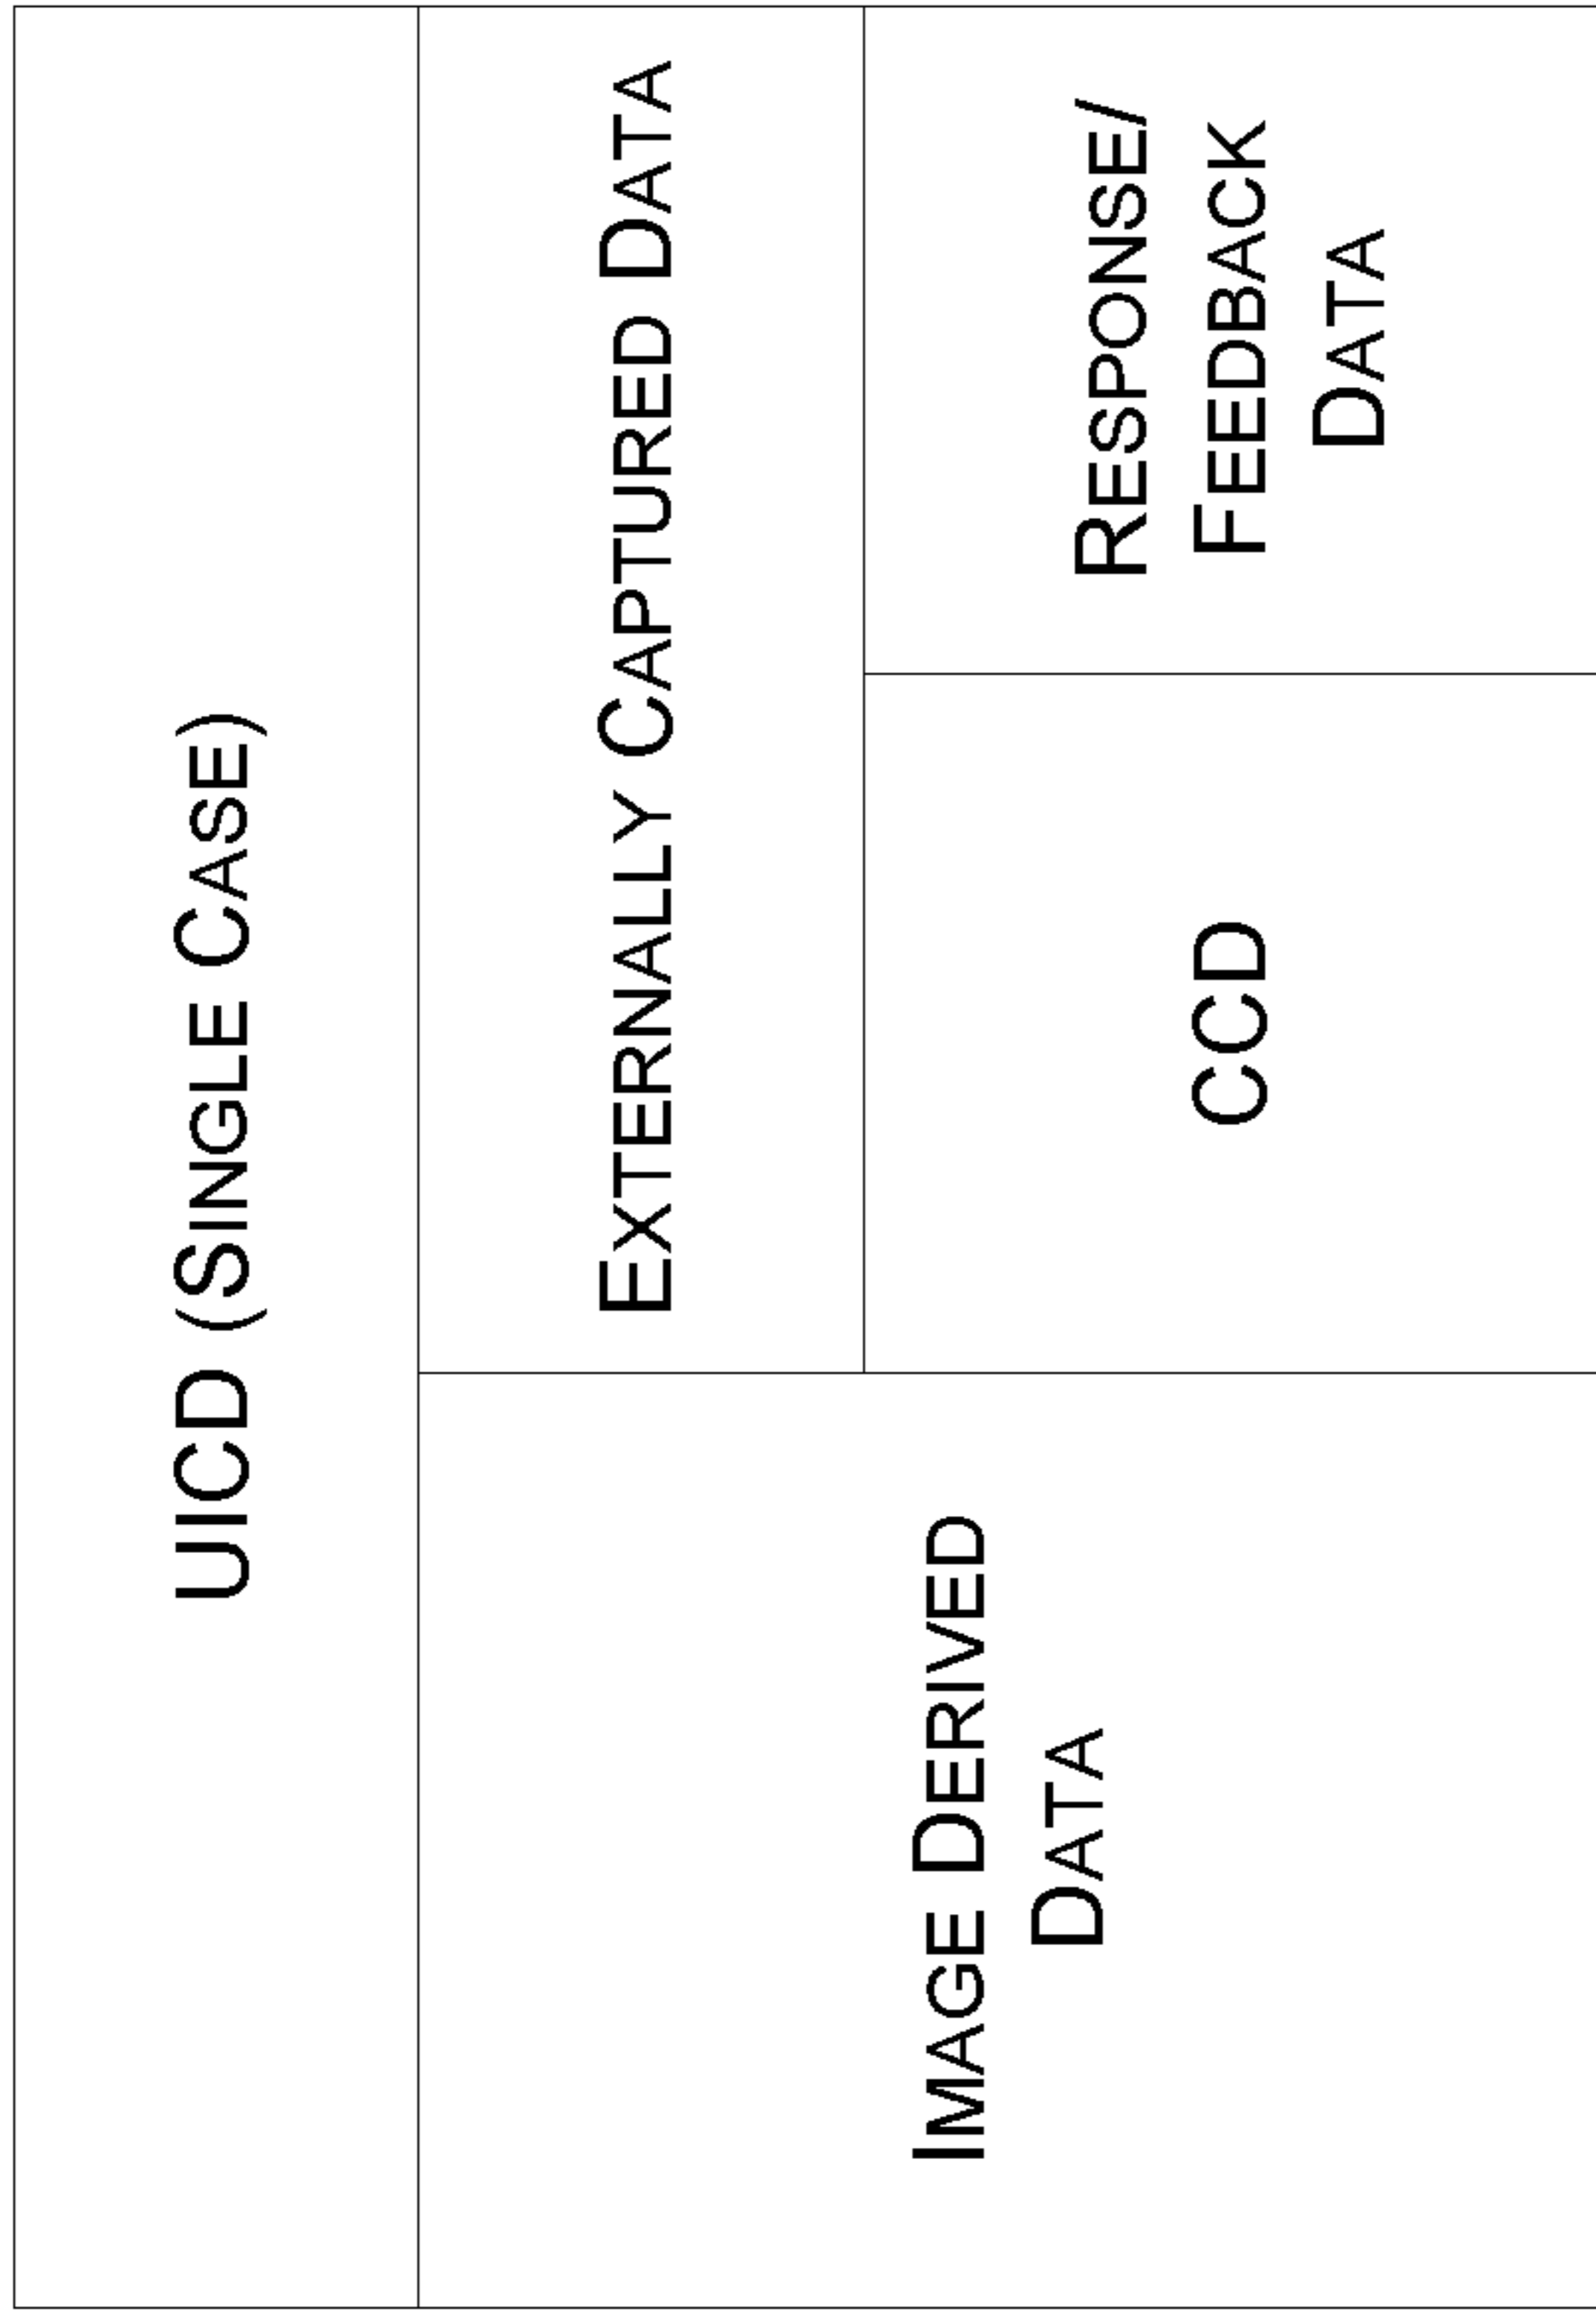 UICD (SINGLE CASE)
IMAGE DERIVED
DATA
EXTERNALLY CAPTURED DATA
CCD
RESPONSE/
FEEDBACK
DATA